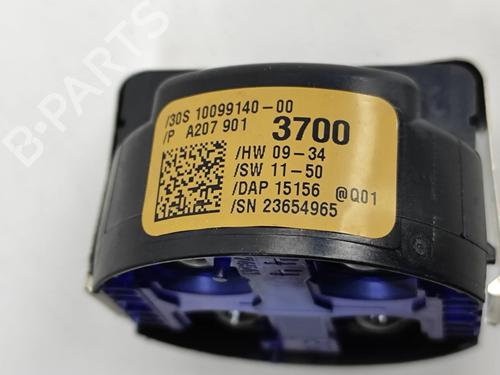 /30S 10099140-00
/P A207 901 3700
/HW 09-34
/SW 11-50
/DAP 15156 @Q01
/SN 23654965
B-PARTS